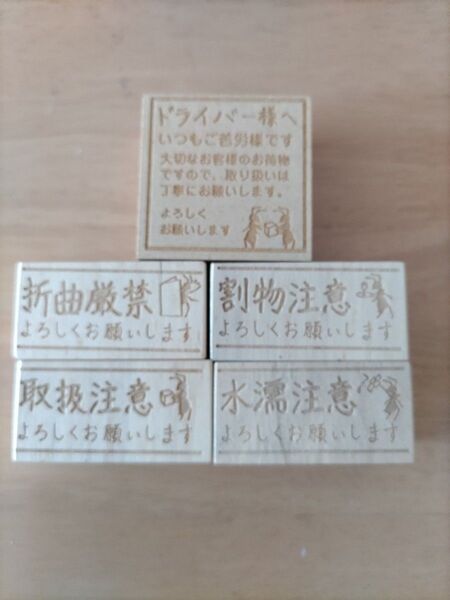 ドライバー様へ
いつもご苦労様です
大切なお客様のお荷物
ですので、取り扱いは
丁寧にお願いします。
よろしく
お願いします
折曲厳禁
よろしくお願いします
割物注意
よろしくお願いします
取扱注意
よろしくお願いします
水濡注意
よろしくお願いします